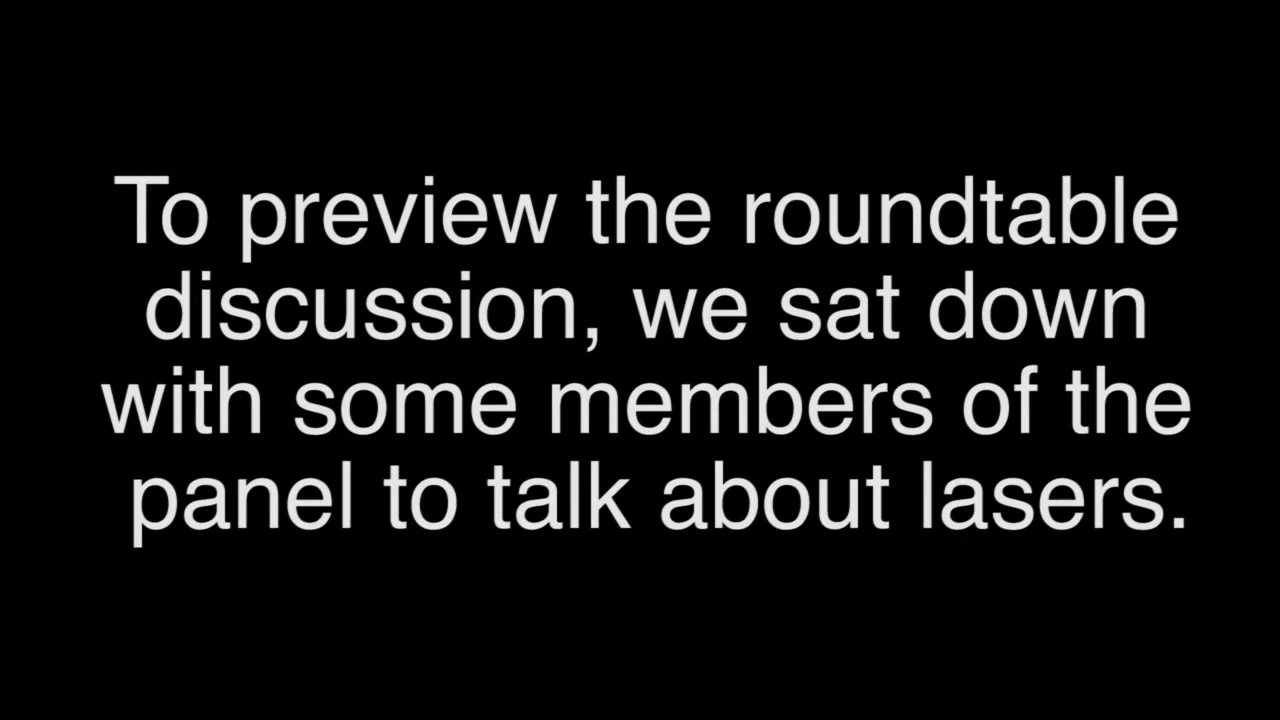 To preview the roundtable
discussion, we sat down
with some members of the
panel to talk about lasers.